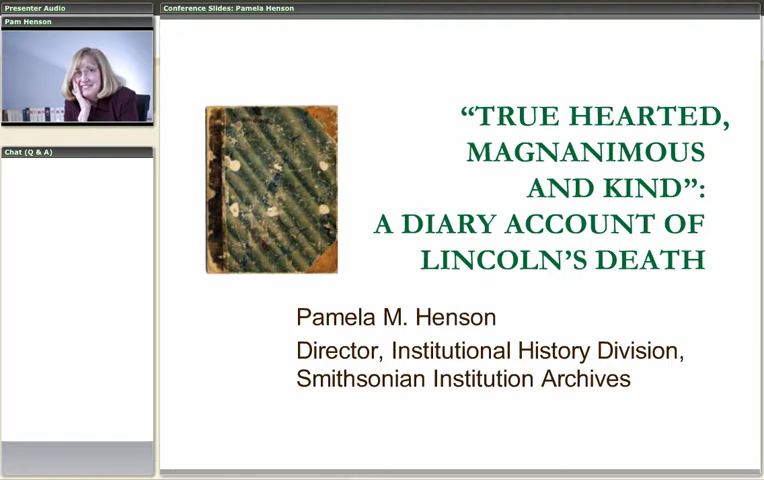 Presenter Audio
Pam Henson
Chat (Q & A)
Conference Slides: Pamela Henson
“TRUE HEARTED,
MAGNANIMOUS
AND KIND”:
A DIARY ACCOUNT OF
LINCOLN’S DEATH
Pamela M. Henson
Director, Institutional History Division,
Smithsonian Institution Archives